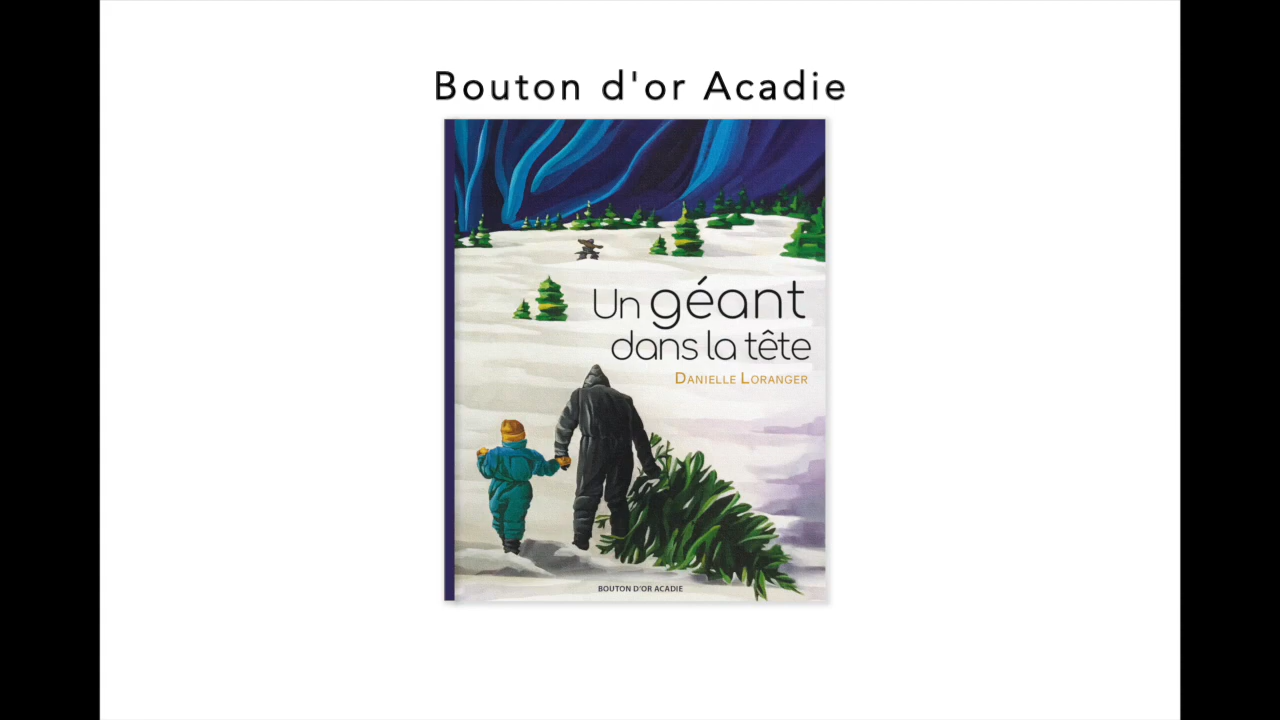 Bouton d'or Acadie
Un géant
dans la tête
DANIELLE LORANGER
BOUTON D'OR ACADIE